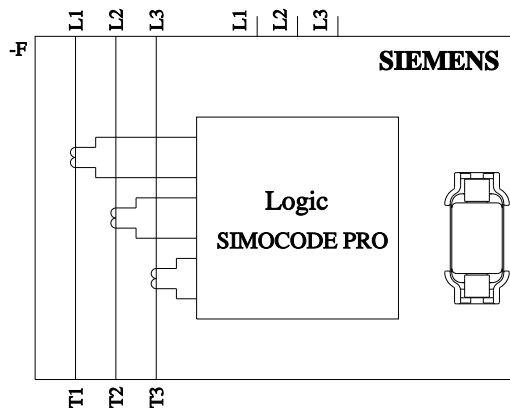 L1 L2 L3 L1 L2 L3
-F
SIEMENS
Logic
SIMOCODE PRO
T1 T2 T3